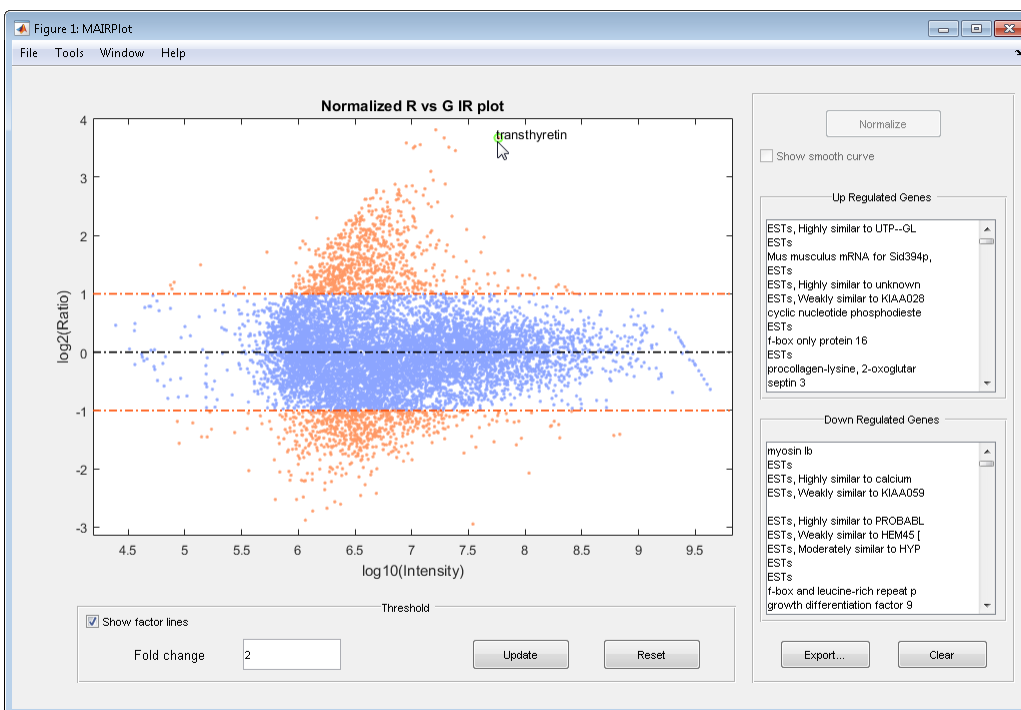 Figure 1: MAIRPlot
File Tools Window Help
Normalized R vs G IR plot
transthyretin
4
3
2
1
0
-1
-2
-3
log2(Ratio)
4.5 5 5.5 6 6.5 7 7.5 8 8.5 9 9.5
log10(Intensity)
Threshold
Show factor lines
Fold change 2 Update Reset
Normalize
Show smooth curve
Up Regulated Genes
ESTs, Highly similar to UTP--GL
ESTs
Mus musculus mRNA for Sid394p,
ESTs
ESTs, Highly similar to unknown
ESTs, Weakly similar to KIAA028
cyclic nucleotide phosphodieste
ESTs
f-box only protein 16
ESTs
procollagen-lysine, 2-oxoglutar
septin 3
Down Regulated Genes
myosin Ib
ESTs
ESTs, Highly similar to calcium
ESTs, Weakly similar to KIAA059
ESTs, Highly similar to PROBABL
ESTs, Weakly similar to HEM45 [
ESTs, Moderately similar to HYP
ESTs
ESTs
f-box and leucine-rich repeat p
growth differentiation factor 9
Export... Clear